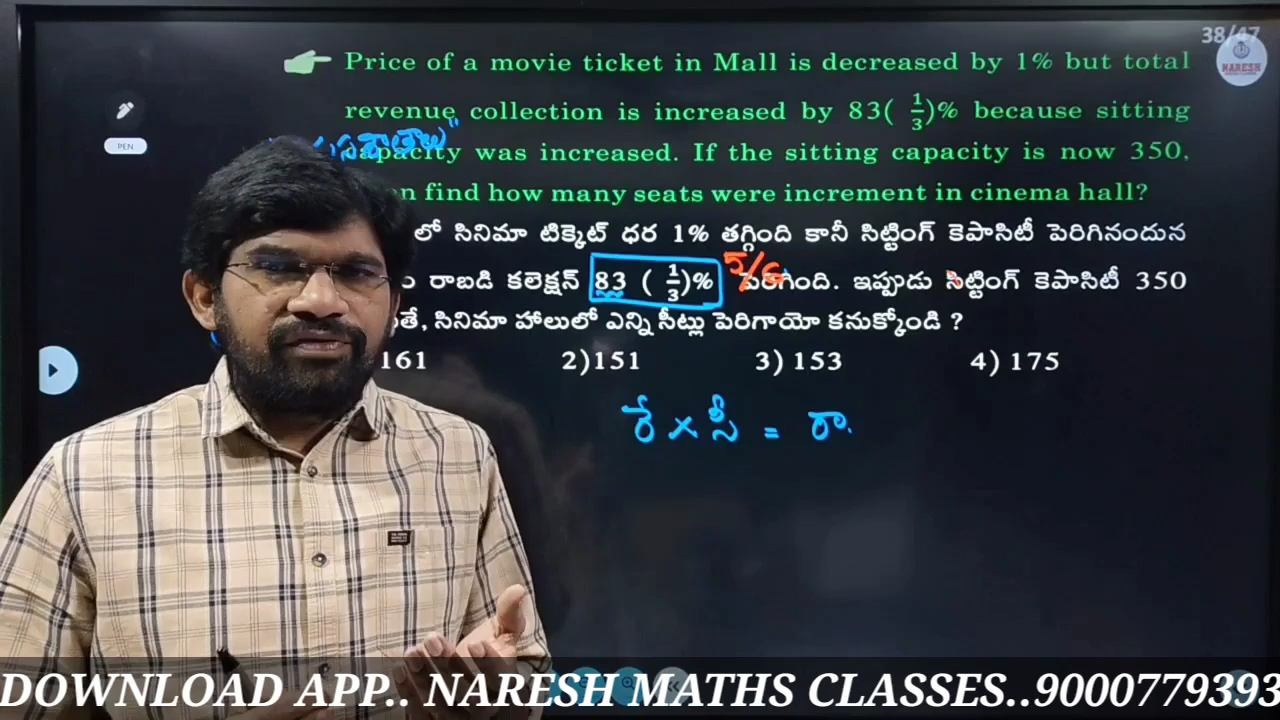 38/47
NARESH
Price of a movie ticket in Mall is decreased by 1% but total
revenue collection is increased by 83( 1/3)% because sitting
capacity was increased. If the sitting capacity is now 350,
find how many seats were increment in cinema hall?
PEN
లో సినిమా టిక్కెట్ ధర 1% తగ్గింది కానీ సిట్టింగ్ కెపాసిటీ పెరిగినందున
రాబడి కలెక్షన్ 83 ( 1/3)% 5/6 పెరిగింది. ఇప్పుడు సిట్టింగ్ కెపాసిటీ 350
సినిమా హాలులో ఎన్ని సీట్లు పెరిగాయో కనుక్కోండి ?
161 2)151 3) 153 4) 175
రే × సీ = రా.
DOWNLOAD APP.. NARESH MATHS CLASSES..9000779393